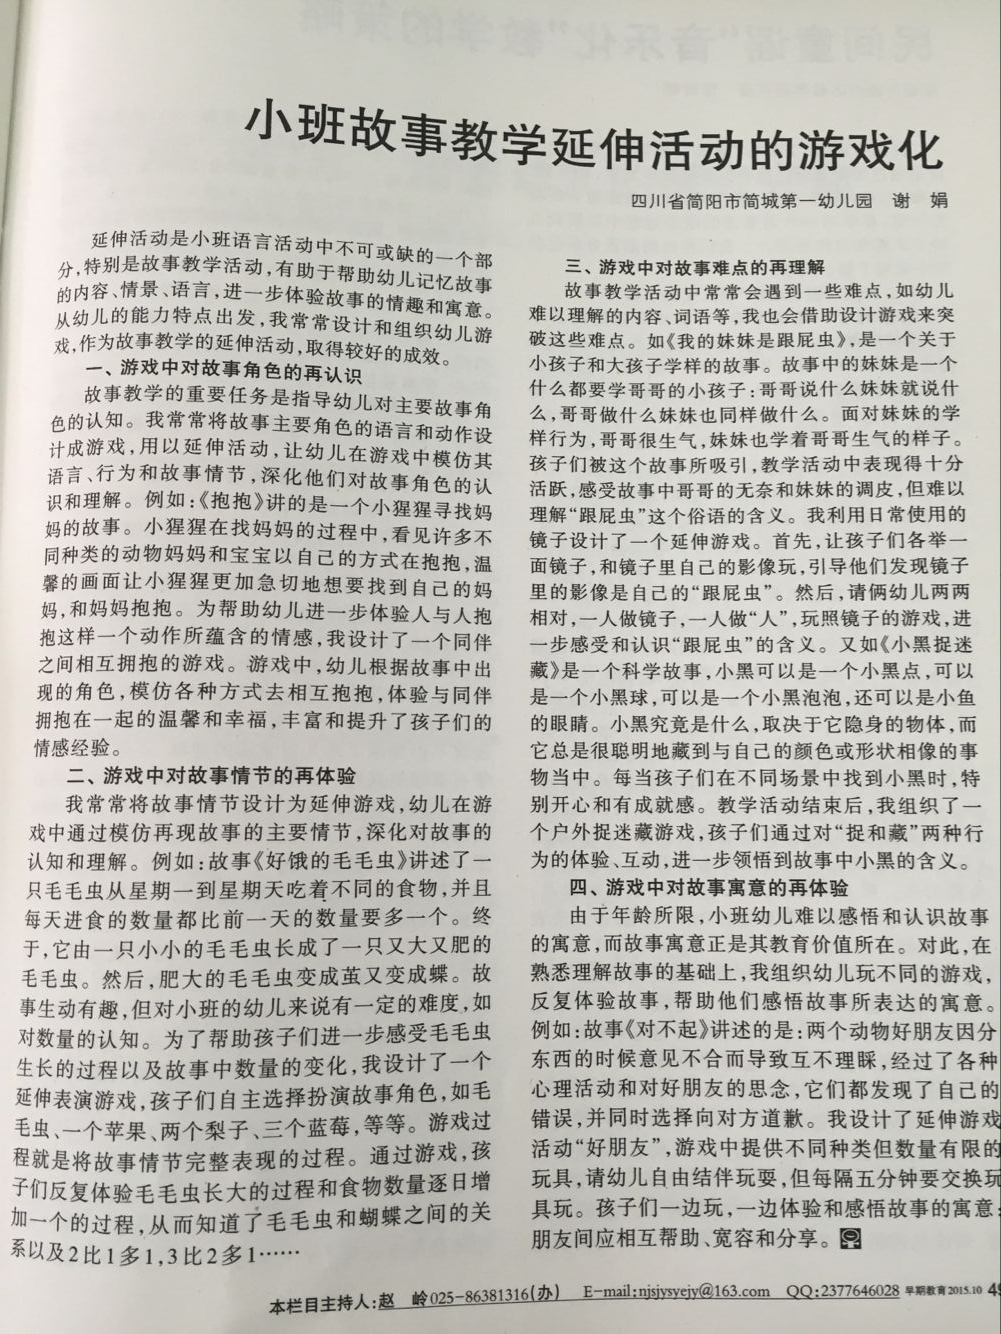 小班故事教学延伸活动的游戏化
四川省简阳市简城第一幼儿园 谢 娟
延伸活动是小班语言活动中不可或缺的一个部
分,特别是故事教学活动,有助于帮助幼儿记忆故事
的内容、情景、语言,进一步体验故事的情趣和寓意。
从幼儿的能力特点出发,我常常设计和组织幼儿游
戏,作为故事教学的延伸活动,取得较好的成效。
一、游戏中对故事角色的再认识
故事教学的重要任务是指导幼儿对主要故事角
色的认知。我常常将故事主要角色的语言和动作设
计成游戏,用以延伸活动,让幼儿在游戏中模仿其
语言、行为和故事情节,深化他们对故事角色的认
识和理解。例如:《抱抱》讲的是一个小猩猩寻找妈
妈的故事。小猩猩在找妈妈的过程中,看见许多不
同种类的动物妈妈和宝宝以自己的方式在抱抱,温
馨的画面让小猩猩更加急切地想要找到自己的妈
妈,和妈妈抱抱。为帮助幼儿进一步体验人与人抱
抱这样一个动作所蕴含的情感,我设计了一个同伴
之间相互拥抱的游戏。游戏中,幼儿根据故事中出
现的角色,模仿各种方式去相互抱抱,体验与同伴
拥抱在一起的温馨和幸福,丰富和提升了孩子们的
情感经验。
二、游戏中对故事情节的再体验
我常常将故事情节设计为延伸游戏,幼儿在游
戏中通过模仿再现故事的主要情节,深化对故事的
认知和理解。例如:故事《好饿的毛毛虫》讲述了一
只毛毛虫从星期一到星期天吃着不同的食物,并且
每天进食的数量都比前一天的数量要多一个。终
于,它由一只小小的毛毛虫长成了一只又大又肥的
毛毛虫。然后,肥大的毛毛虫变成茧又变成蝶。故
事生动有趣,但对小班的幼儿来说有一定的难度,如
对数量的认知。为了帮助孩子们进一步感受毛毛虫
生长的过程以及故事中数量的变化,我设计了一个
延伸表演游戏,孩子们自主选择扮演故事角色,如毛
毛虫、一个苹果、两个梨子、三个蓝莓,等等。游戏过
程就是将故事情节完整表现的过程。通过游戏,孩
子们反复体验毛毛虫长大的过程和食物数量逐日增
加一个的过程,从而知道了毛毛虫和蝴蝶之间的关
系以及2比1多1,3比2多1……
三、游戏中对故事难点的再理解
故事教学活动中常常会遇到一些难点,如幼儿
难以理解的内容、词语等,我也会借助设计游戏来突
破这些难点。如《我的妹妹是跟屁虫》,是一个关于
小孩子和大孩子学样的故事。故事中的妹妹是一个
什么都要学哥哥的小孩子:哥哥说什么妹妹就说什
么,哥哥做什么妹妹也同样做什么。面对妹妹的学
样行为,哥哥很生气,妹妹也学着哥哥生气的样子。
孩子们被这个故事所吸引,教学活动中表现得十分
活跃,感受故事中哥哥的无奈和妹妹的调皮,但难以
理解“跟屁虫”这个俗语的含义。我利用日常使用的
镜子设计了一个延伸游戏。首先,让孩子们各举一
面镜子,和镜子里自己的影像玩,引导他们发现镜子
里的影像是自己的“跟屁虫”。然后,请俩幼儿两两
相对,一人做镜子,一人做“人”,玩照镜子的游戏,进
一步感受和认识“跟屁虫”的含义。又如《小黑捉迷
藏》是一个科学故事,小黑可以是一个小黑点,可以
是一个小黑球,可以是一个小黑泡泡,还可以是小鱼
的眼睛。小黑究竟是什么,取决于它隐身的物体,而
它总是很聪明地藏到与自己的颜色或形状相像的事
物当中。每当孩子们在不同场景中找到小黑时,特
别开心和有成就感。教学活动结束后,我组织了一
个户外捉迷藏游戏,孩子们通过对“捉和藏”两种行
为的体验、互动,进一步领悟到故事中小黑的含义。
四、游戏中对故事寓意的再体验
由于年龄所限,小班幼儿难以感悟和认识故事
的寓意,而故事寓意正是其教育价值所在。对此,在
熟悉理解故事的基础上,我组织幼儿玩不同的游戏,
反复体验故事,帮助他们感悟故事所表达的寓意。
例如:故事《对不起》讲述的是:两个动物好朋友因分
东西的时候意见不合而导致互不理睬,经过了各种
心理活动和对好朋友的思念,它们都发现了自己的
错误,并同时选择向对方道歉。我设计了延伸游戏
活动“好朋友”,游戏中提供不同种类但数量有限的
玩具,请幼儿自由结伴玩耍,但每隔五分钟要交换玩
具玩。孩子们一边玩,一边体验和感悟故事的寓意:
朋友间应相互帮助、宽容和分享。
本栏目主持人:赵 岭025-86381316(办) E-mail:njsjysyejy@163.com QQ:2377646028 早期教育2015.10